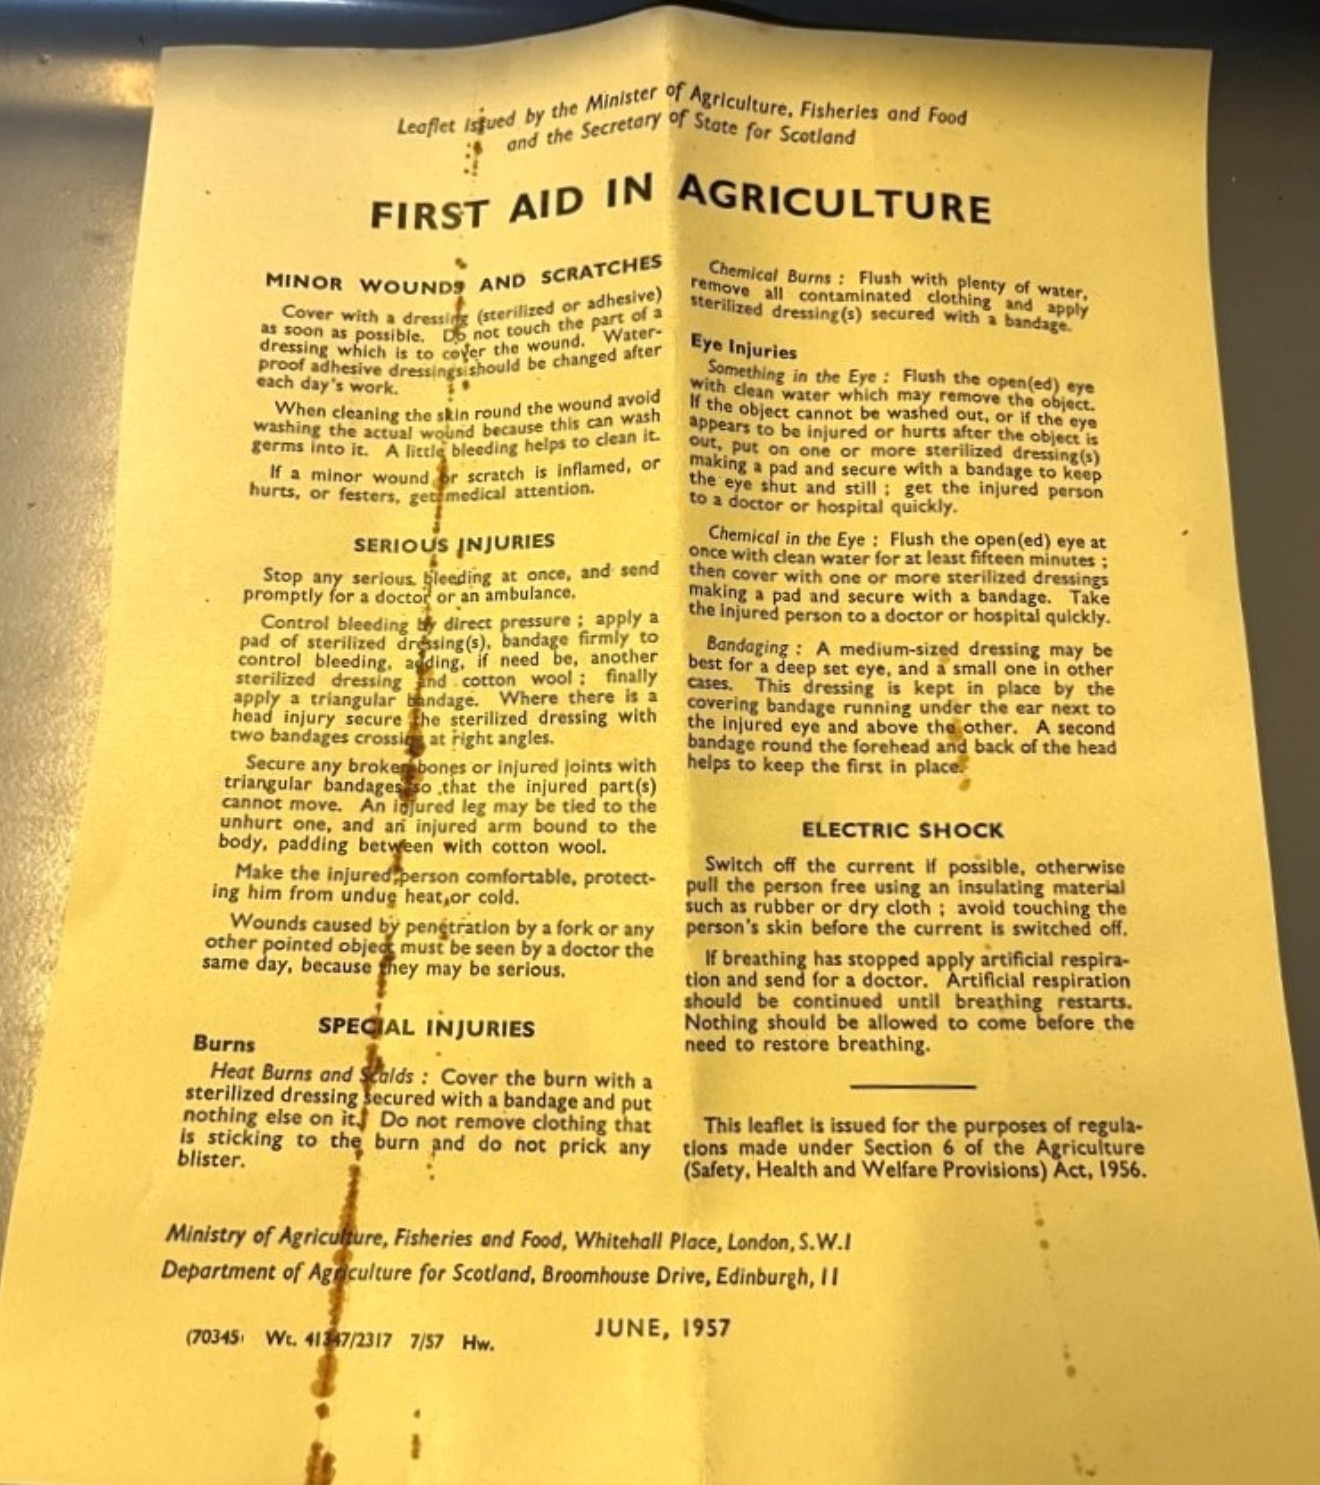 Leaflet issued by the Minister of Agriculture, Fisheries and Food
and the Secretary of State for Scotland
FIRST AID IN AGRICULTURE
MINOR WOUNDS AND SCRATCHES
Cover with a dressing (sterilized or adhesive)
as soon as possible. Do not touch the part of a
dressing which is to cover the wound. Water-
proof adhesive dressings should be changed after
each day's work.
When cleaning the skin round the wound avoid
washing the actual wound because this can wash
germs into it. A little bleeding helps to clean it.
If a minor wound or scratch is inflamed, or
hurts, or festers, get medical attention.
SERIOUS INJURIES
Stop any serious bleeding at once, and send
promptly for a doctor or an ambulance.
Control bleeding by direct pressure ; apply a
pad of sterilized dressing(s), bandage firmly to
control bleeding, adding, if need be, another
sterilized dressing and cotton wool ; finally
apply a triangular bandage. Where there is a
head injury secure the sterilized dressing with
two bandages crossing at right angles.
Secure any broken bones or injured joints with
triangular bandages so that the injured part(s)
cannot move. An injured leg may be tied to the
unhurt one, and an injured arm bound to the
body, padding between with cotton wool.
Make the injured person comfortable, protect-
ing him from undue heat or cold.
Wounds caused by penetration by a fork or any
other pointed object must be seen by a doctor the
same day, because they may be serious.
SPECIAL INJURIES
Burns
Heat Burns and Scalds : Cover the burn with a
sterilized dressing secured with a bandage and put
nothing else on it. Do not remove clothing that
is sticking to the burn and do not prick any
blister.
Chemical Burns : Flush with plenty of water,
remove all contaminated clothing and apply
sterilized dressing(s) secured with a bandage.
Eye Injuries
Something in the Eye : Flush the open(ed) eye
with clean water which may remove the object.
If the object cannot be washed out, or if the eye
appears to be injured or hurts after the object is
out, put on one or more sterilized dressing(s)
making a pad and secure with a bandage to keep
the eye shut and still ; get the injured person
to a doctor or hospital quickly.
Chemical in the Eye : Flush the open(ed) eye at
once with clean water for at least fifteen minutes ;
then cover with one or more sterilized dressings
making a pad and secure with a bandage. Take
the injured person to a doctor or hospital quickly.
Bandaging : A medium-sized dressing may be
best for a deep set eye, and a small one in other
cases. This dressing is kept in place by the
covering bandage running under the ear next to
the injured eye and above the other. A second
bandage round the forehead and back of the head
helps to keep the first in place.
ELECTRIC SHOCK
Switch off the current if possible, otherwise
pull the person free using an insulating material
such as rubber or dry cloth ; avoid touching the
person's skin before the current is switched off.
If breathing has stopped apply artificial respira-
tion and send for a doctor. Artificial respiration
should be continued until breathing restarts.
Nothing should be allowed to come before the
need to restore breathing.
This leaflet is issued for the purposes of regula-
tions made under Section 6 of the Agriculture
(Safety, Health and Welfare Provisions) Act, 1956.
Ministry of Agriculture, Fisheries and Food, Whitehall Place, London, S.W.1
Department of Agriculture for Scotland, Broomhouse Drive, Edinburgh, 11
JUNE, 1957
(70345) Wt. 7/57 Hw.